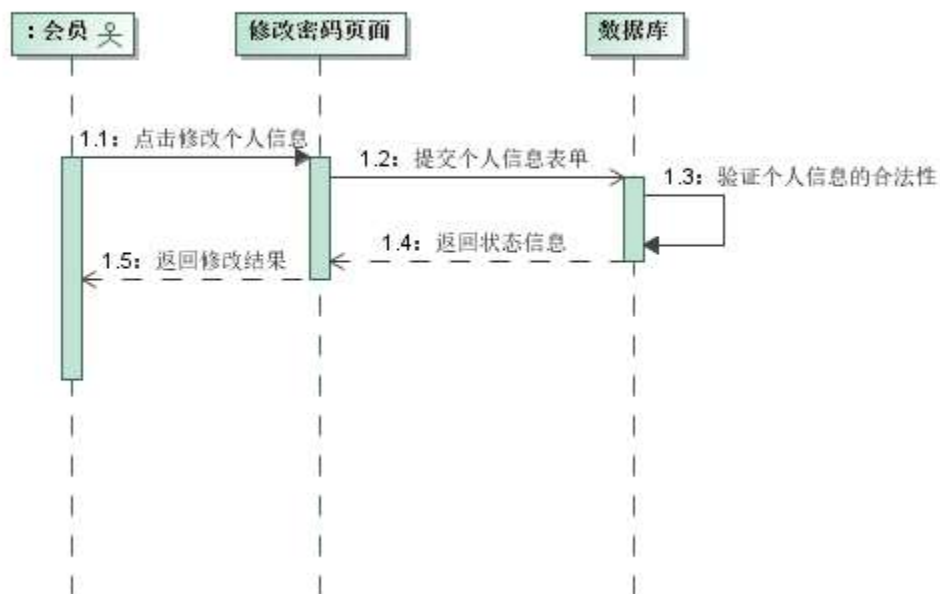 ：会员
修改密码页面
数据库
1.1：点击修改个人信息
1.2：提交个人信息表单
1.3：验证个人信息的合法性
1.4：返回状态信息
1.5：返回修改结果